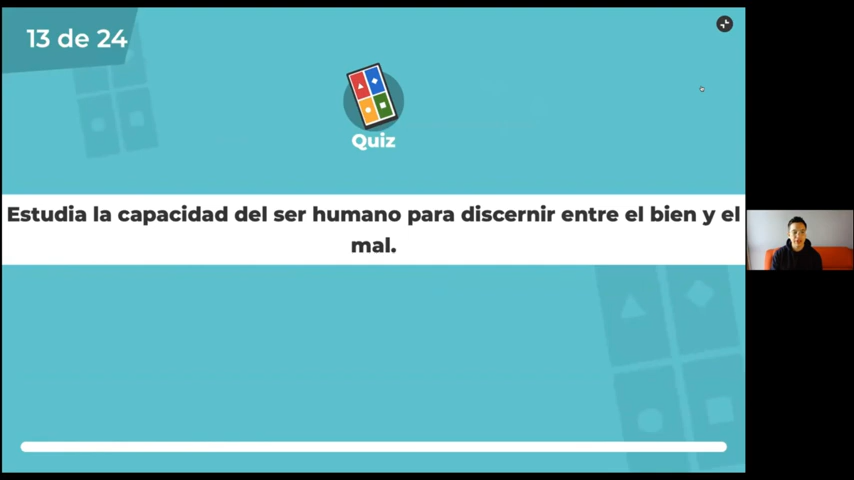 13 de 24
Quiz
Estudia la capacidad del ser humano para discernir entre el bien y el
mal.